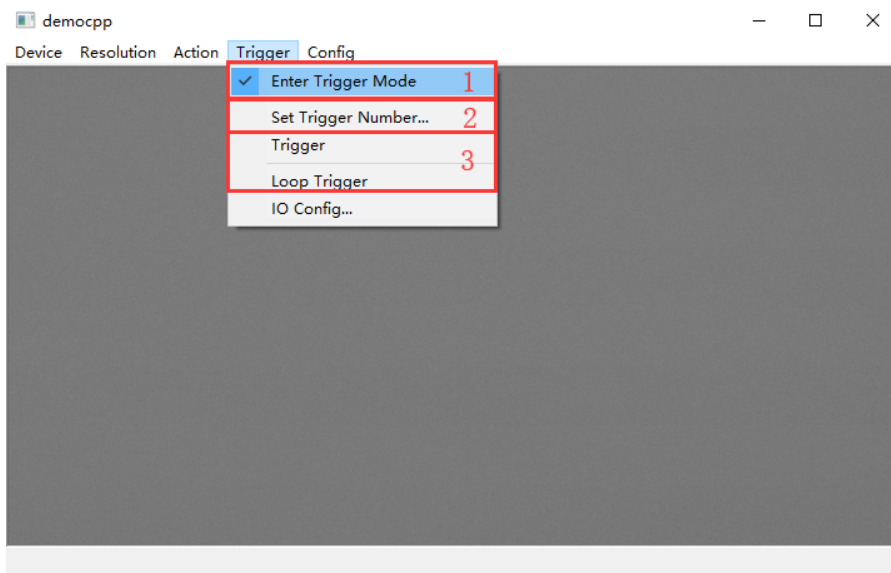 democpp
Device Resolution Action Trigger Config
Enter Trigger Mode 1
Set Trigger Number... 2
Trigger
3
Loop Trigger
IO Config...